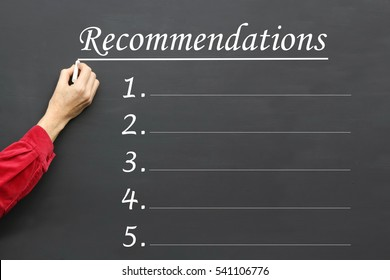 Recommendations
1.
2.
3.
4.
5.
shutterstock.com · 541106776